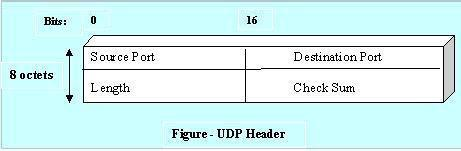 Bits: 0 16
Source Port Destination Port
8 octets
Length Check Sum
Figure - UDP Header